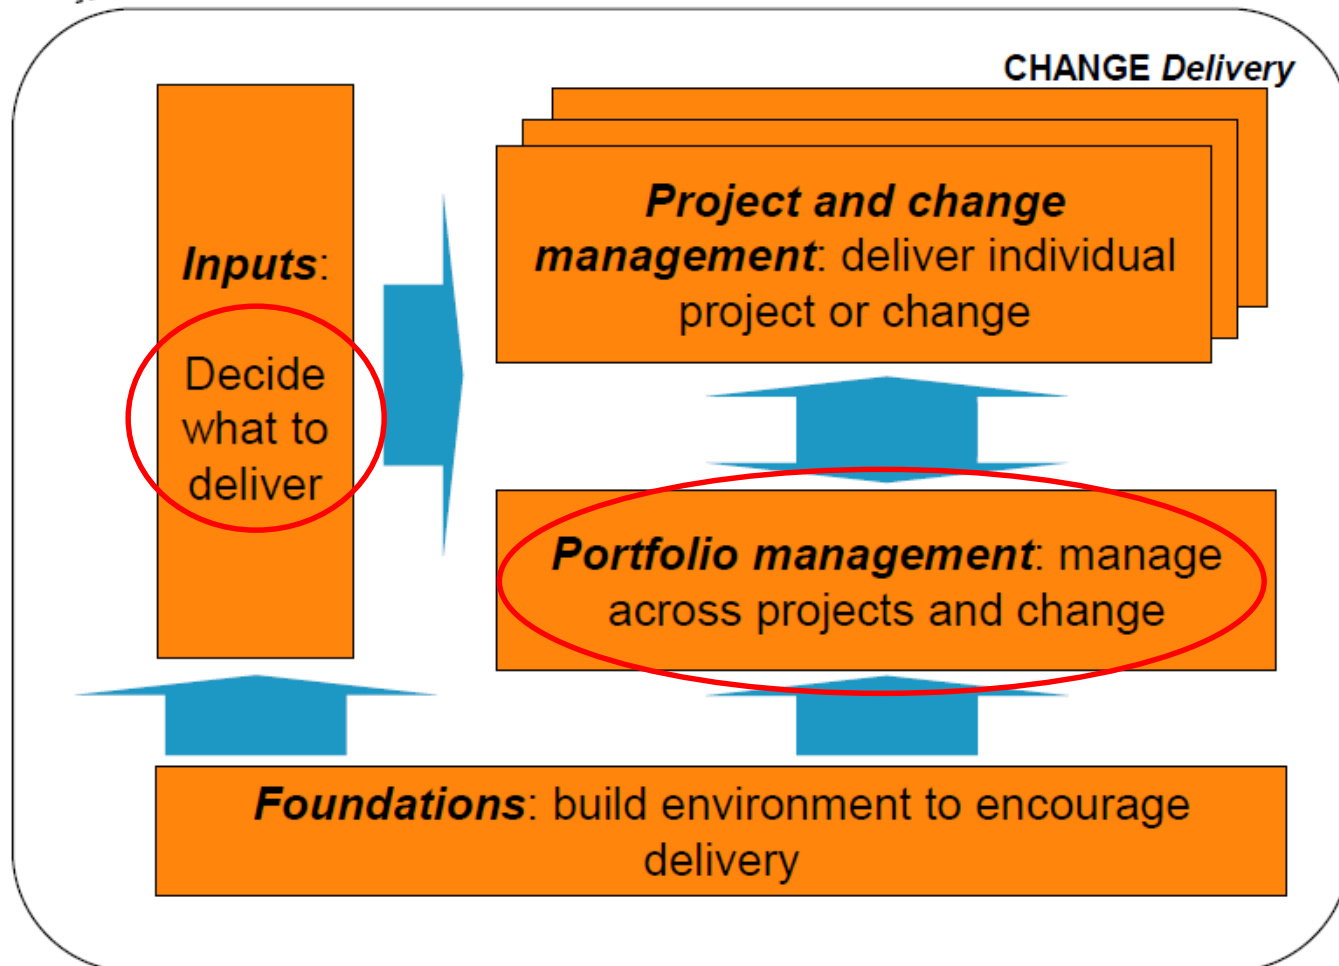 CHANGE Delivery
Inputs:
Decide
what to
deliver
Project and change
management: deliver individual
project or change
Portfolio management: manage
across projects and change
Foundations: build environment to encourage
delivery